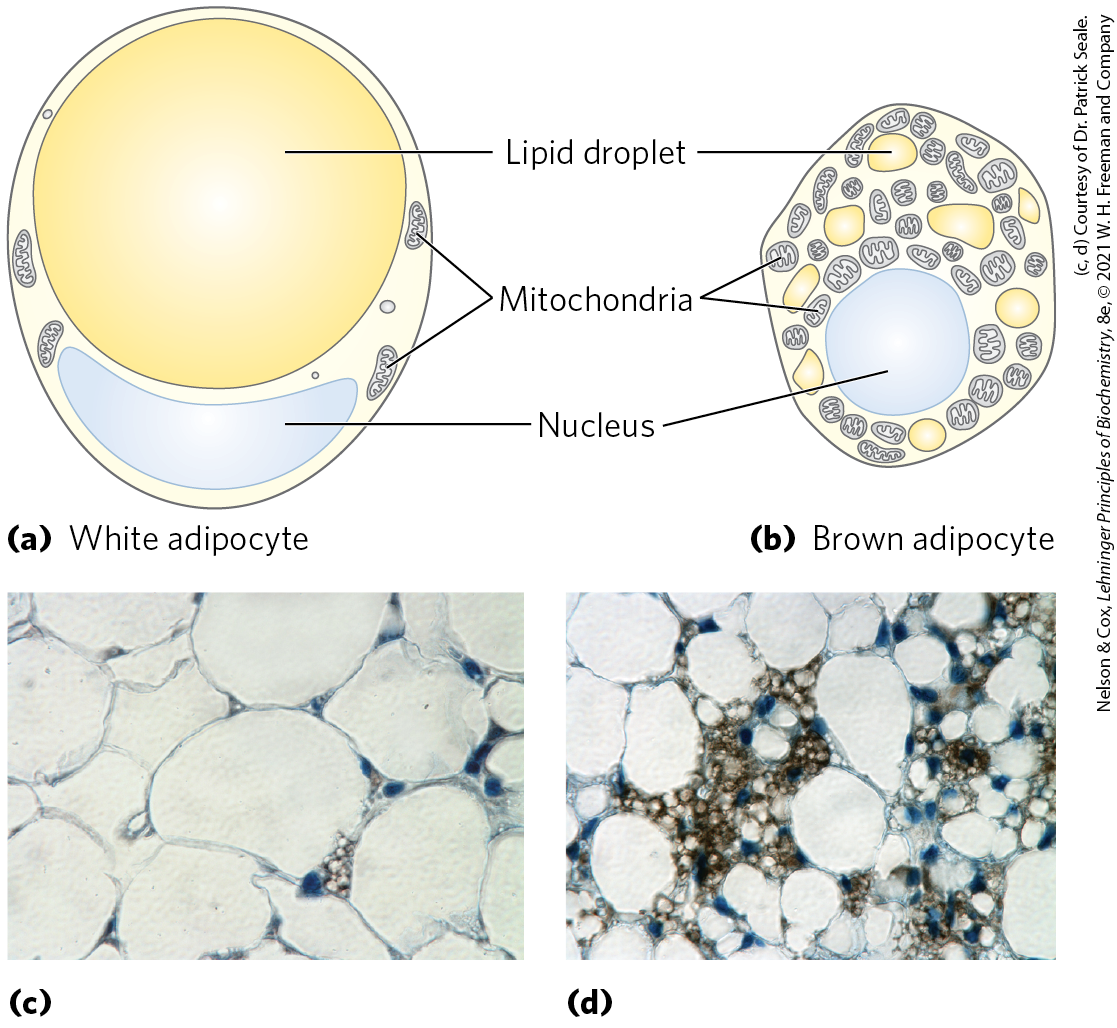 Lipid droplet
Mitochondria
Nucleus
(a) White adipocyte
(b) Brown adipocyte
(c)
(d)
(c, d) Courtesy of Dr. Patrick Seale.
Nelson & Cox, Lehninger Principles of Biochemistry, 8e, © 2021 W. H. Freeman and Company